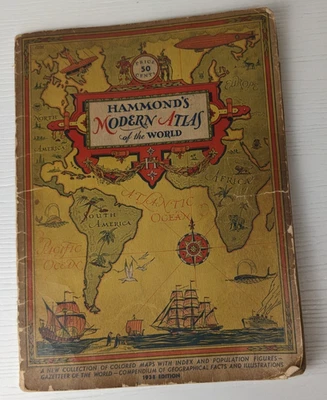 PRICE
50
CENTS
HAMMOND'S
MODERN ATLAS
of the WORLD
NORTH
AMERICA
EUROPE
AFRICA
ATLANTIC
OCEAN
SOUTH
AMERICA
PACIFIC
OCEAN
H
A NEW COLLECTION OF COLORED MAPS WITH INDEX AND POPULATION FIGURES—
GAZETTEER OF THE WORLD—COMPENDIUM OF GEOGRAPHICAL FACTS AND ILLUSTRATIONS
EDITION